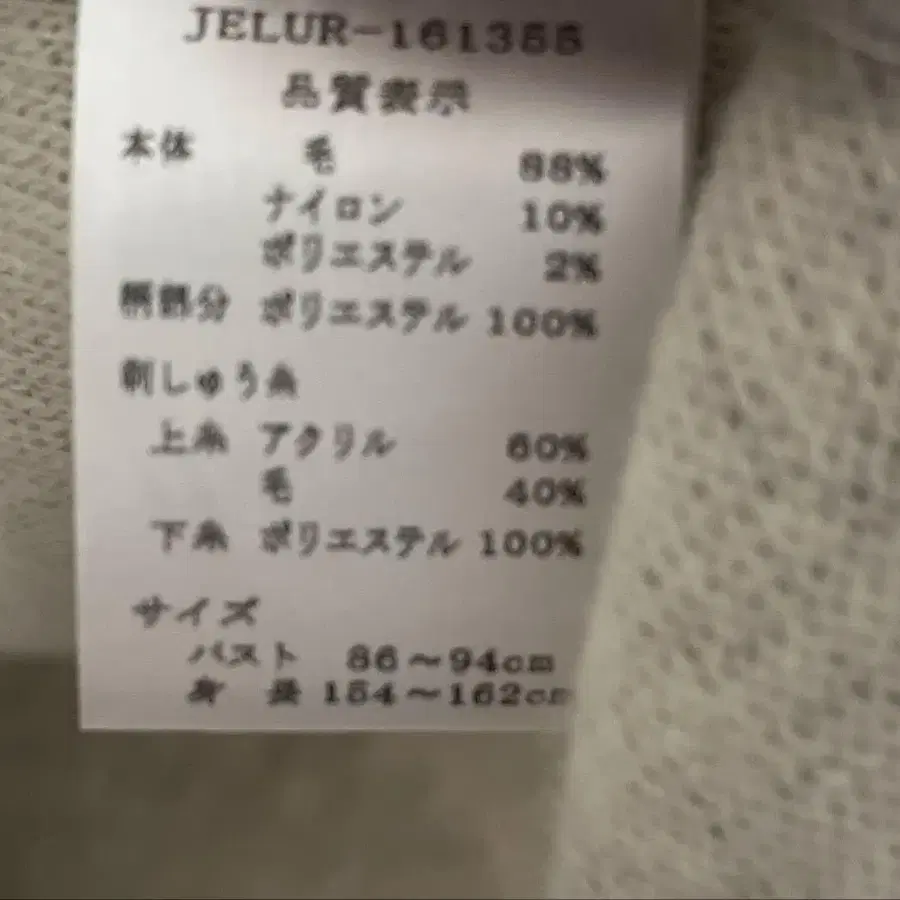 JELUR-161355
品質表示
本体 毛 88%
ナイロン 10%
ポリエステル 2%
柄部分 ポリエステル 100%
刺しゅう糸
上糸 アクリル 60%
毛 40%
下糸 ポリエステル 100%
サイズ
バスト 86～94cm
身長 154～162cm